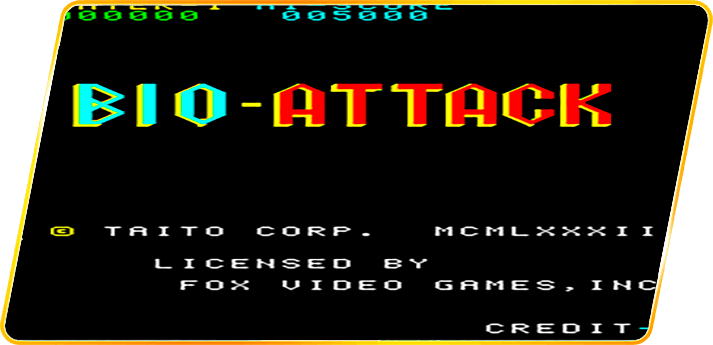 000000 005000
BIO-ATTACK
© TAITO CORP. MCMLXXXII
LICENSED BY
FOX VIDEO GAMES,INC
CREDIT-